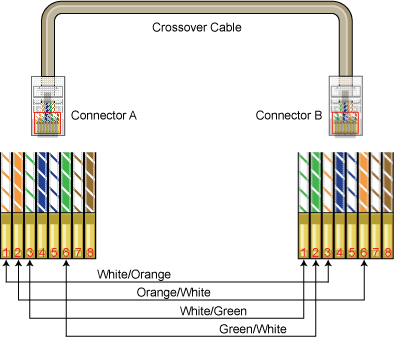 Crossover Cable
Connector A
Connector B
1 2 3 4 5 6 7 8
1 2 3 4 5 6 7 8
White/Orange
Orange/White
White/Green
Green/White